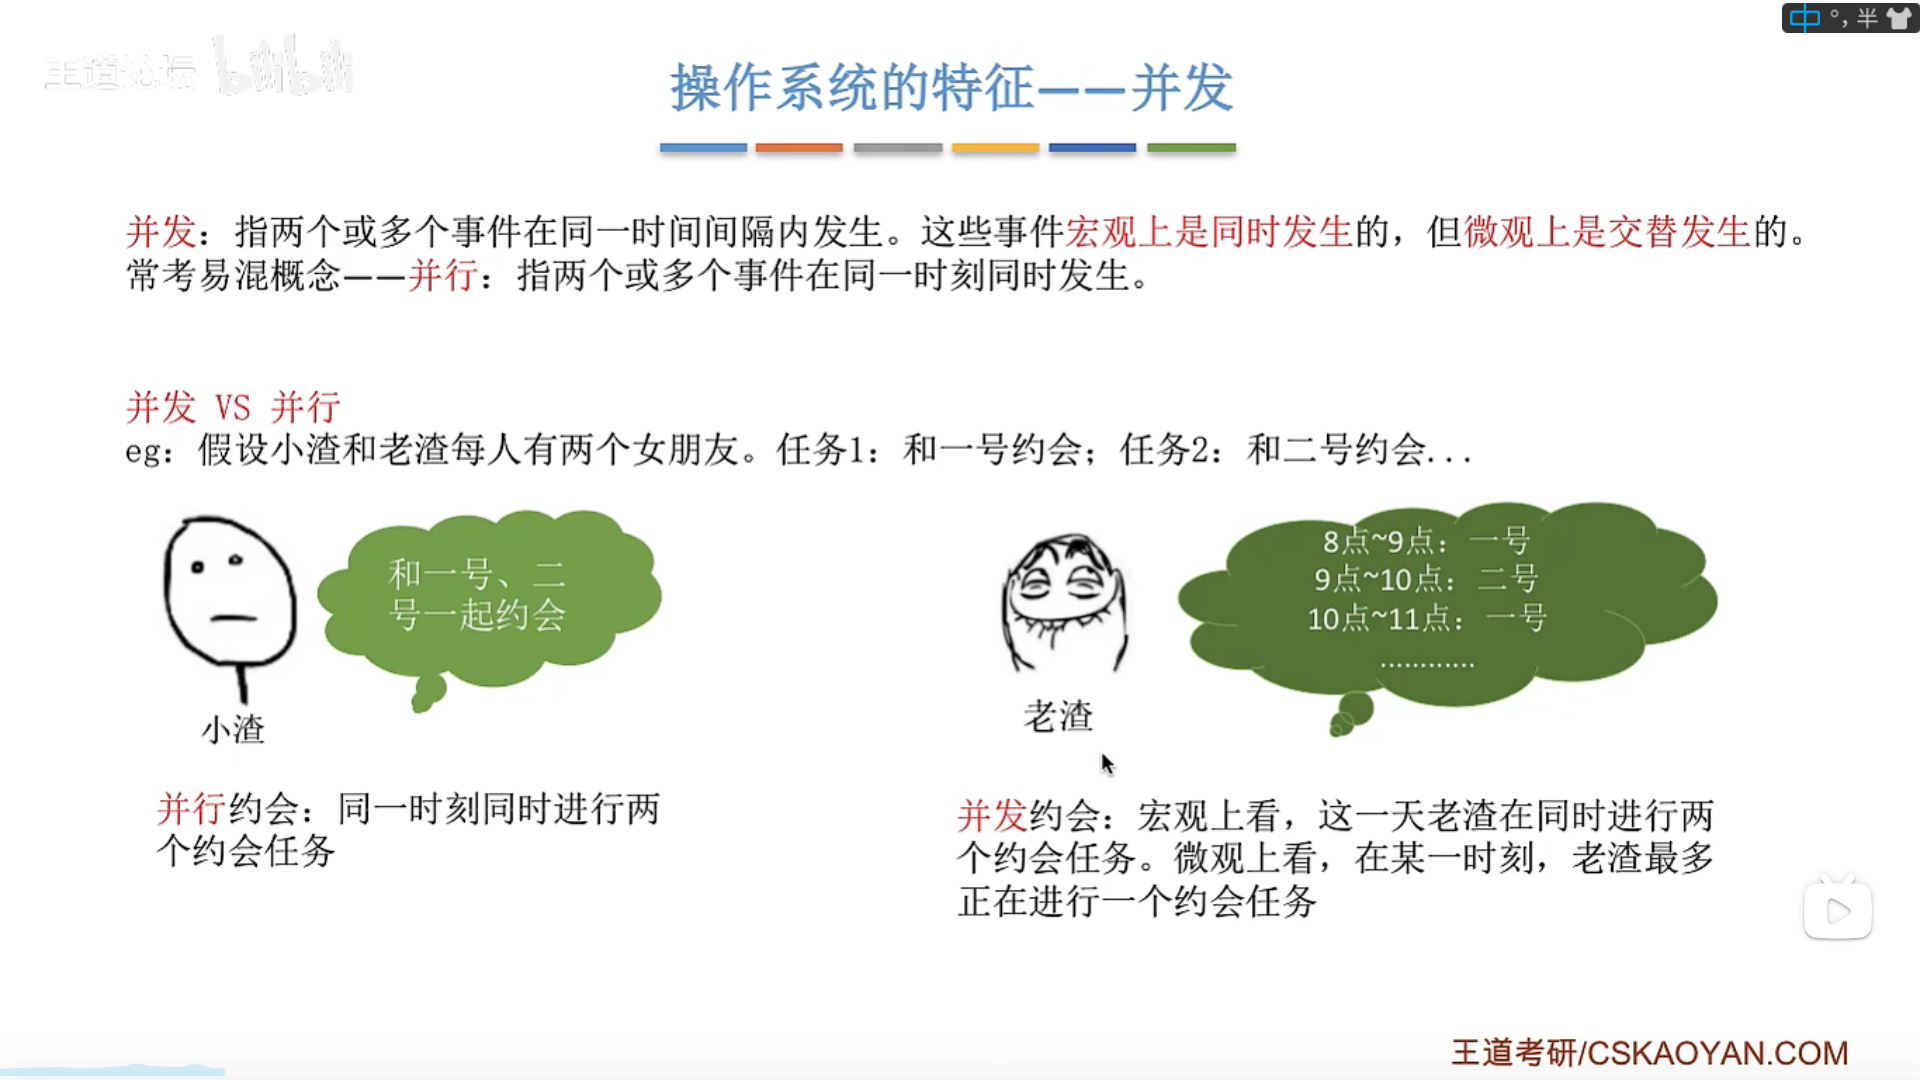 中 °, 半
王道论坛 bilibili
操作系统的特征——并发
并发：指两个或多个事件在同一时间间隔内发生。这些事件宏观上是同时发生的，但微观上是交替发生的。
常考易混概念——并行：指两个或多个事件在同一时刻同时发生。
并发 VS 并行
eg：假设小渣和老渣每人有两个女朋友。任务1：和一号约会；任务2：和二号约会...
和一号、二
号一起约会
小渣
并行约会：同一时刻同时进行两
个约会任务
8点~9点：一号
9点~10点：二号
10点~11点：一号
............
老渣
并发约会：宏观上看，这一天老渣在同时进行两
个约会任务。微观上看，在某一时刻，老渣最多
正在进行一个约会任务
王道考研/CSKAOYAN.COM